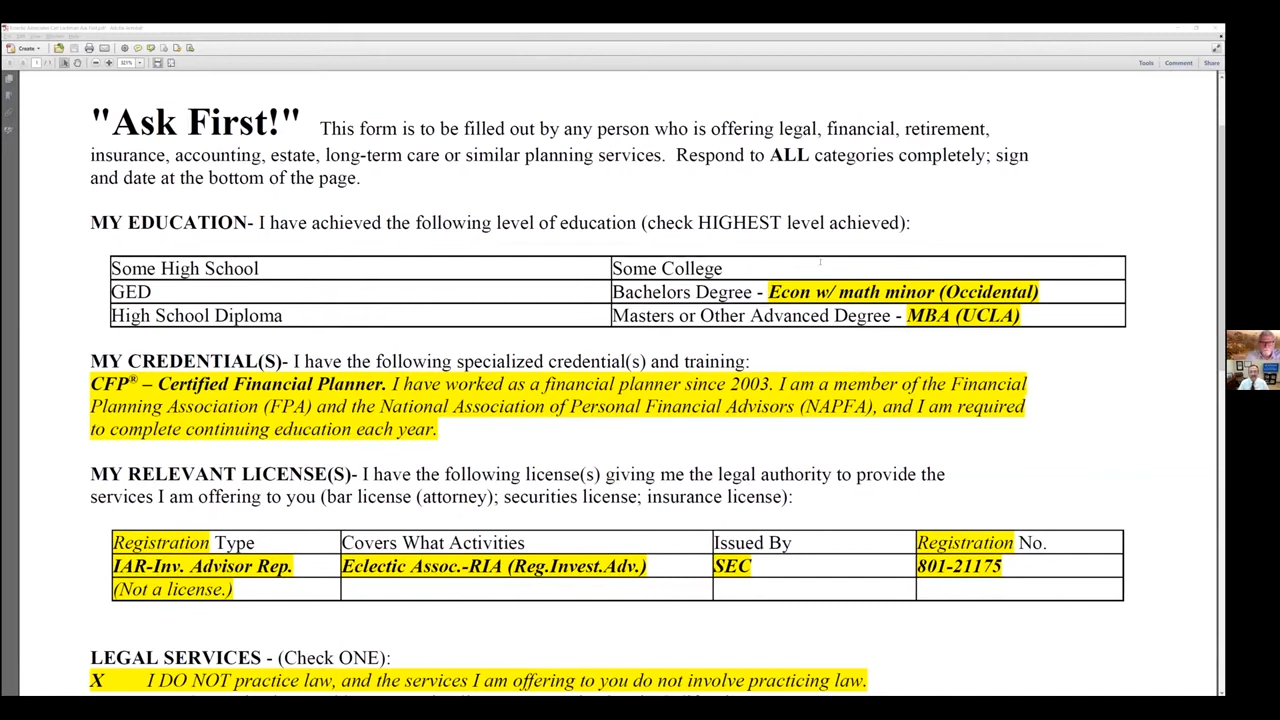 Create
1 / 1
321%
Tools Comment Share
"Ask First!" This form is to be filled out by any person who is offering legal, financial, retirement,
insurance, accounting, estate, long-term care or similar planning services. Respond to ALL categories completely; sign
and date at the bottom of the page.
MY EDUCATION- I have achieved the following level of education (check HIGHEST level achieved):
Some High School Some College
GED Bachelors Degree - Econ w/ math minor (Occidental)
High School Diploma Masters or Other Advanced Degree - MBA (UCLA)
MY CREDENTIAL(S)- I have the following specialized credential(s) and training:
CFP® – Certified Financial Planner. I have worked as a financial planner since 2003. I am a member of the Financial
Planning Association (FPA) and the National Association of Personal Financial Advisors (NAPFA), and I am required
to complete continuing education each year.
MY RELEVANT LICENSE(S)- I have the following license(s) giving me the legal authority to provide the
services I am offering to you (bar license (attorney); securities license; insurance license):
Registration Type Covers What Activities Issued By Registration No.
IAR-Inv. Advisor Rep. Eclectic Assoc.-RIA (Reg.Invest.Adv.) SEC 801-21175
(Not a license.)
LEGAL SERVICES - (Check ONE):
X I DO NOT practice law, and the services I am offering to you do not involve practicing law.